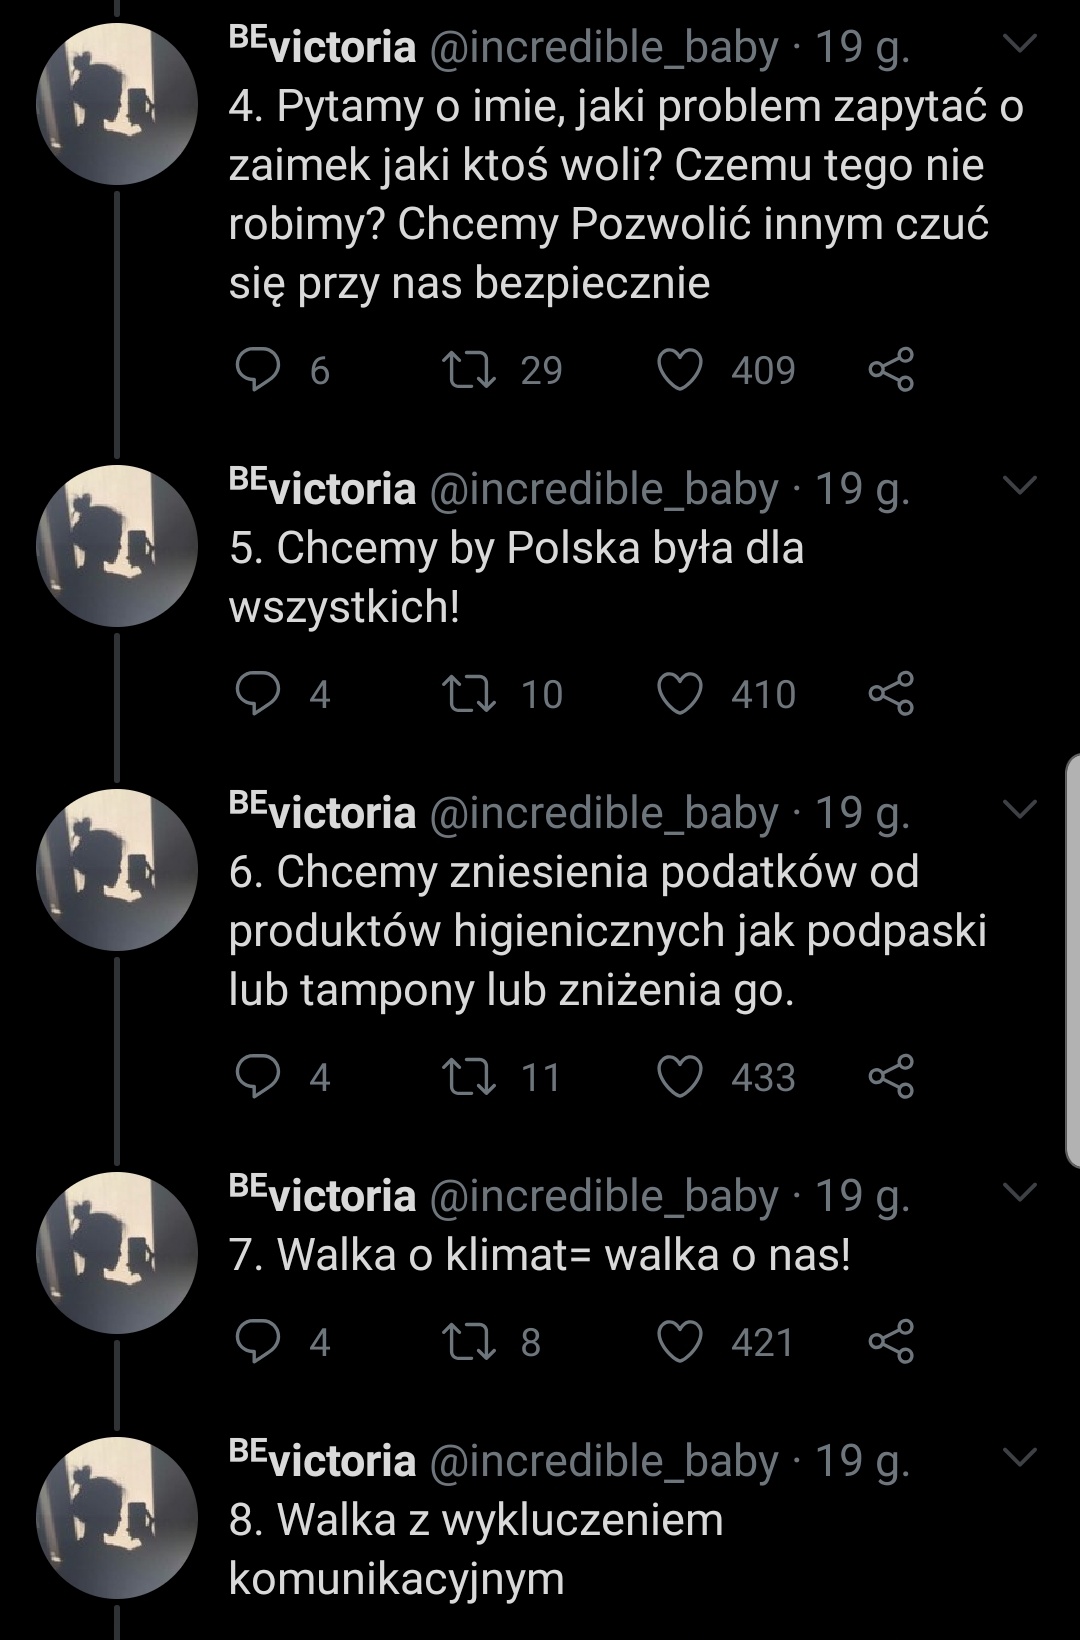 BEvictoria @incredible_baby · 19 g.
4. Pytamy o imie, jaki problem zapytać o
zaimek jaki ktoś woli? Czemu tego nie
robimy? Chcemy Pozwolić innym czuć
się przy nas bezpiecznie
6 29 409
BEvictoria @incredible_baby · 19 g.
5. Chcemy by Polska była dla
wszystkich!
4 10 410
BEvictoria @incredible_baby · 19 g.
6. Chcemy zniesienia podatków od
produktów higienicznych jak podpaski
lub tampony lub zniżenia go.
4 11 433
BEvictoria @incredible_baby · 19 g.
7. Walka o klimat= walka o nas!
4 8 421
BEvictoria @incredible_baby · 19 g.
8. Walka z wykluczeniem
komunikacyjnym